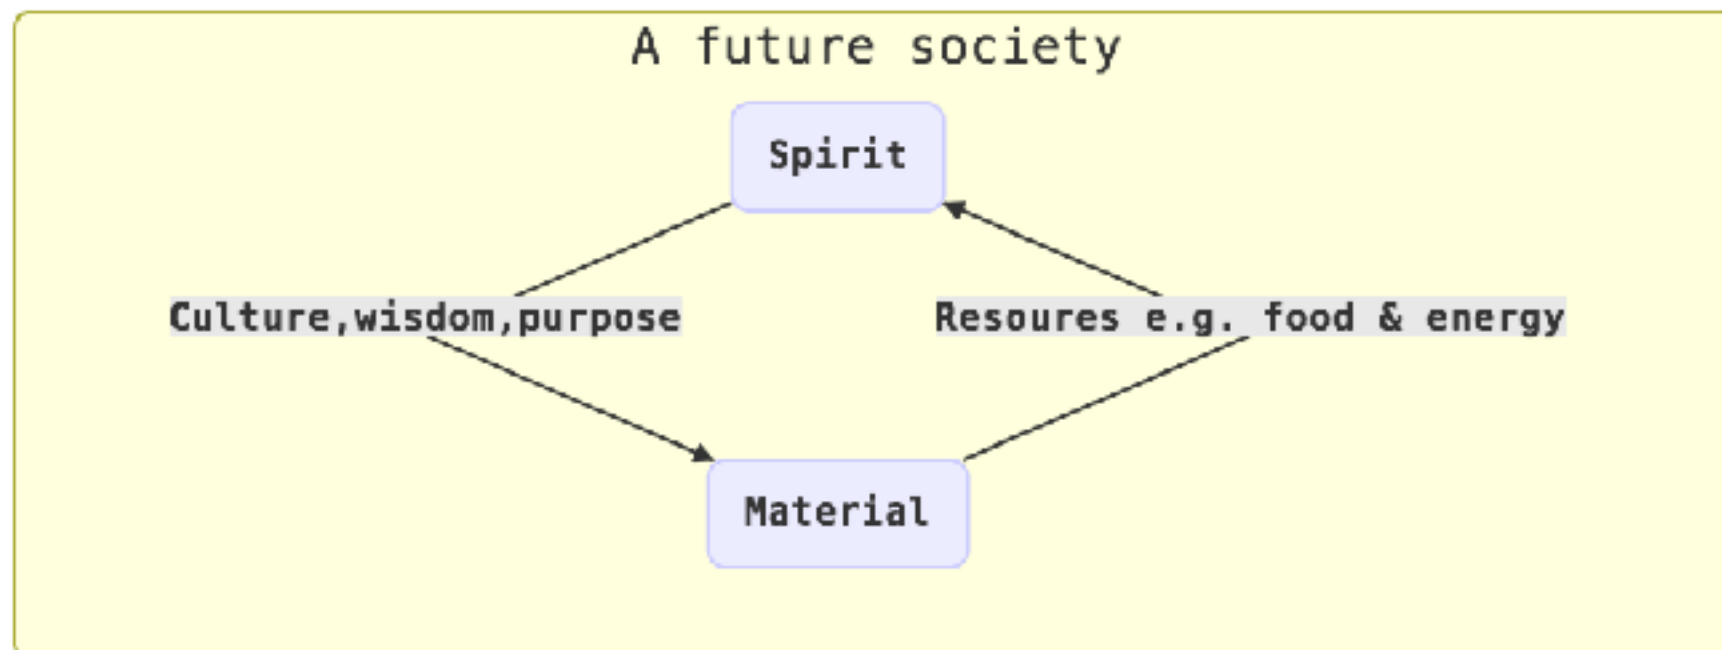 A future society
Spirit
Culture,wisdom,purpose
Resoures e.g. food & energy
Material